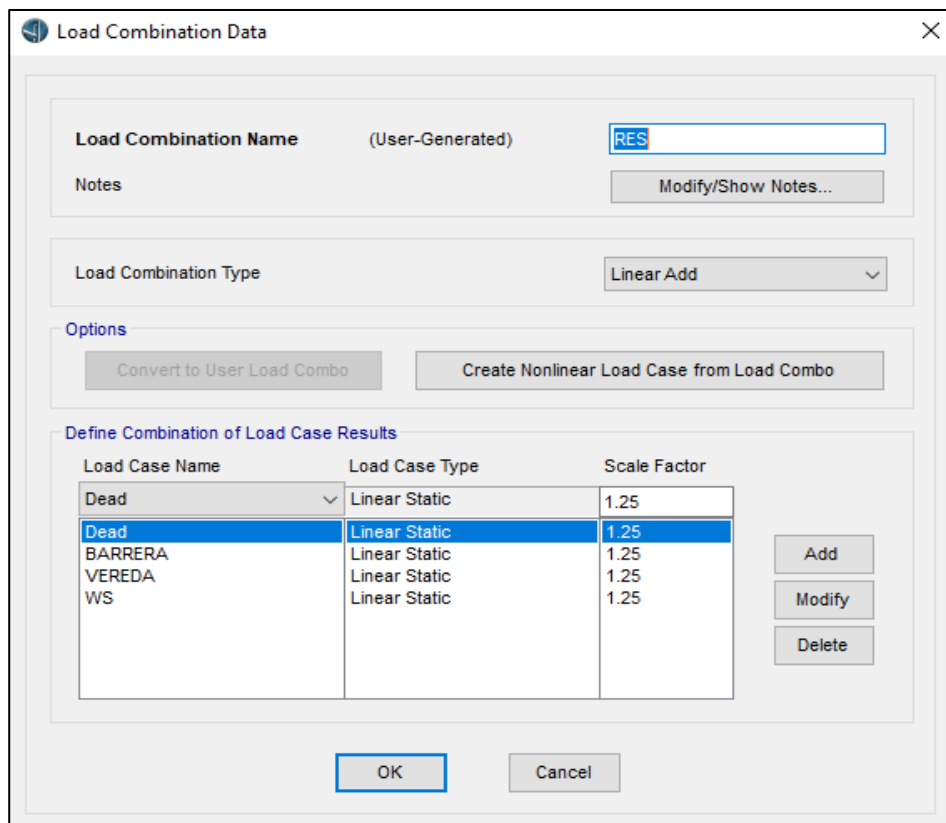 Load Combination Data
Load Combination Name (User-Generated) RES
Notes Modify/Show Notes...
Load Combination Type Linear Add
Options
Convert to User Load Combo Create Nonlinear Load Case from Load Combo
Define Combination of Load Case Results
Load Case Name Load Case Type Scale Factor
Dead Linear Static 1.25
Dead Linear Static 1.25
BARRERA Linear Static 1.25
VEREDA Linear Static 1.25
WS Linear Static 1.25
Add
Modify
Delete
OK Cancel